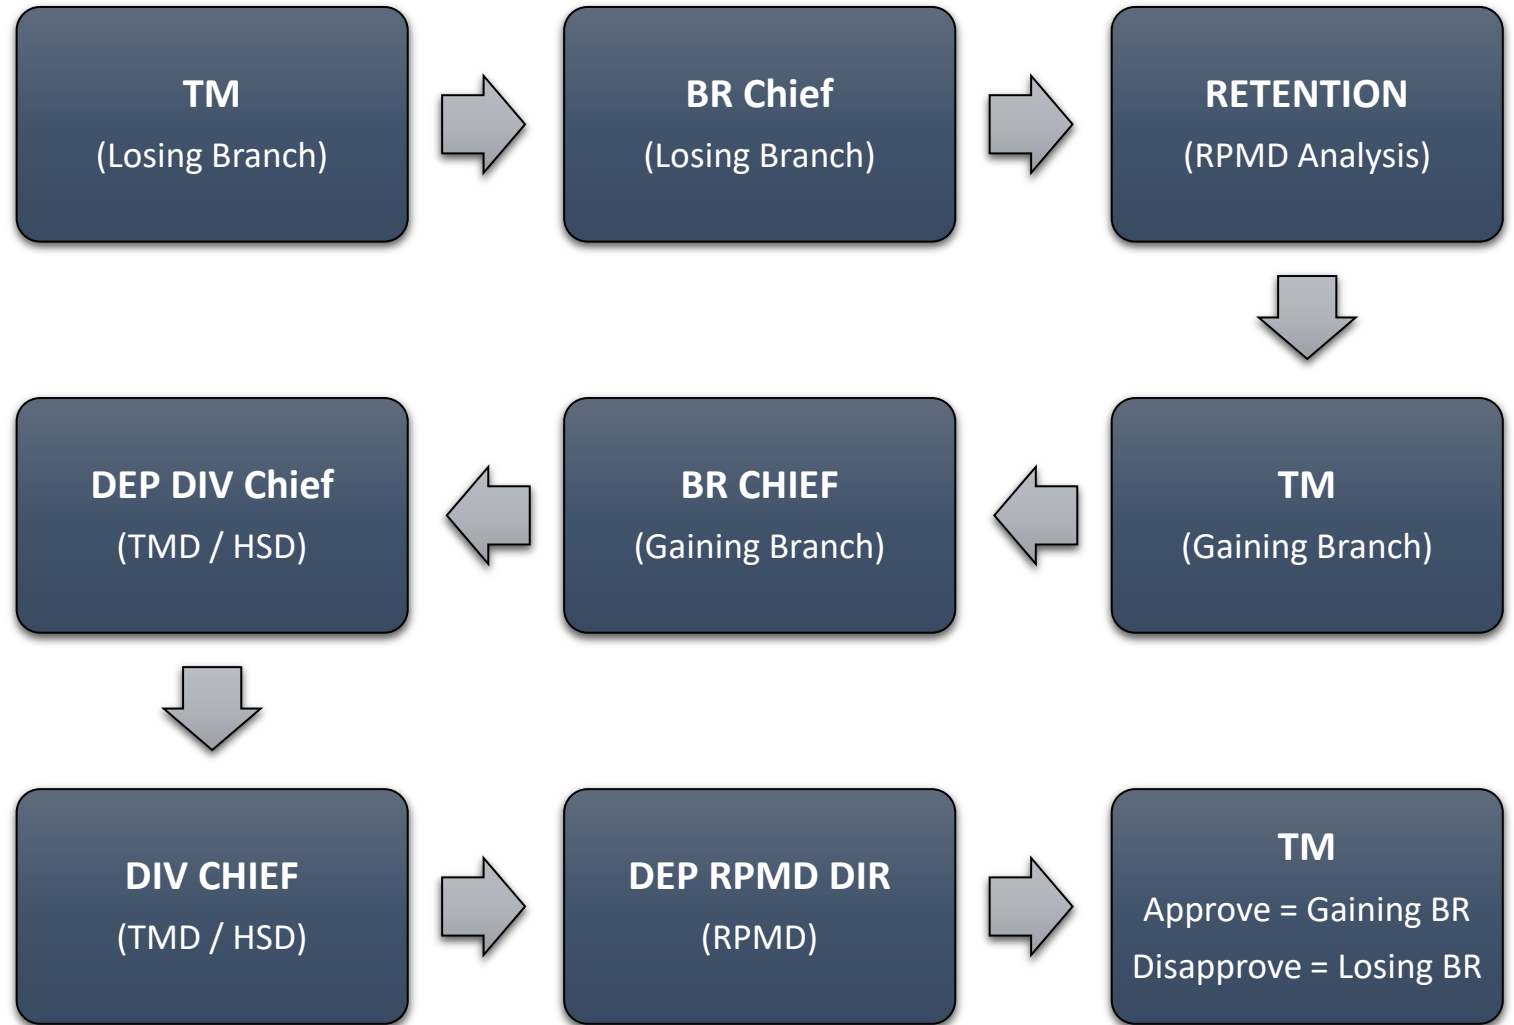 TM
(Losing Branch)
BR Chief
(Losing Branch)
RETENTION
(RPMD Analysis)
TM
(Gaining Branch)
BR CHIEF
(Gaining Branch)
DEP DIV Chief
(TMD / HSD)
DIV CHIEF
(TMD / HSD)
DEP RPMD DIR
(RPMD)
TM
Approve = Gaining BR
Disapprove = Losing BR